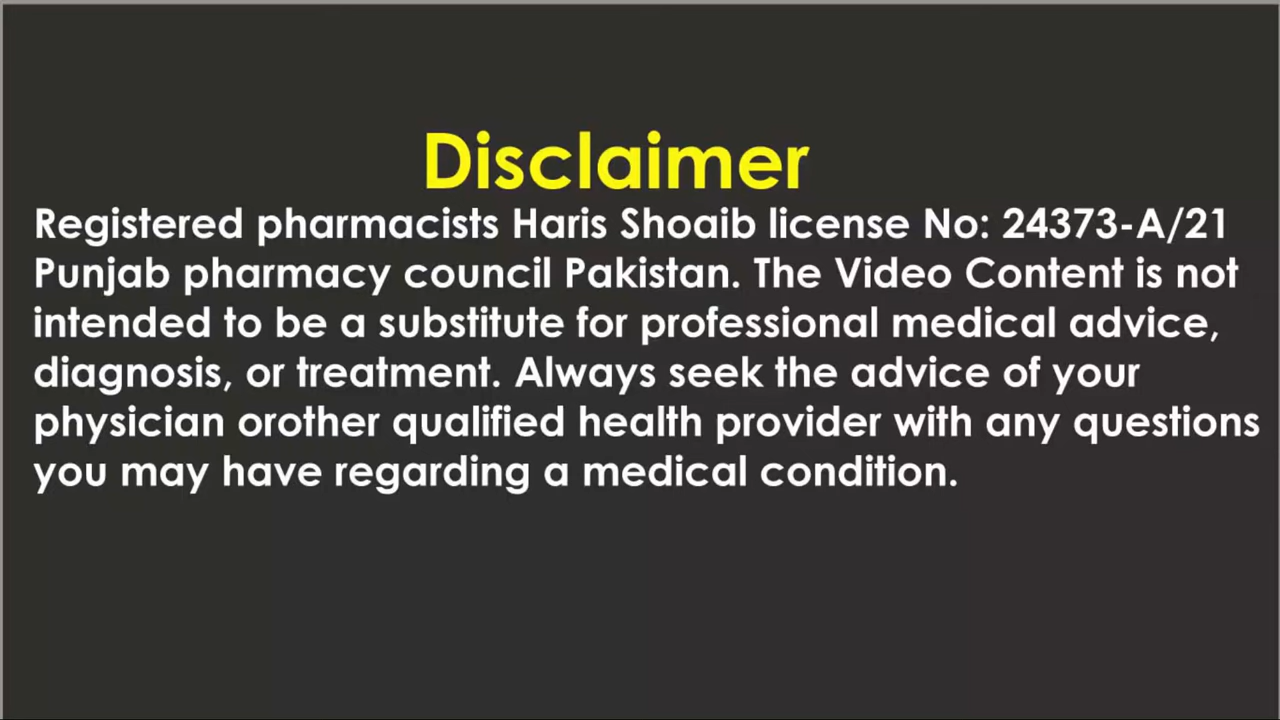 Disclaimer
Registered pharmacists Haris Shoaib license No: 24373-A/21
Punjab pharmacy council Pakistan. The Video Content is not
intended to be a substitute for professional medical advice,
diagnosis, or treatment. Always seek the advice of your
physician orother qualified health provider with any questions
you may have regarding a medical condition.